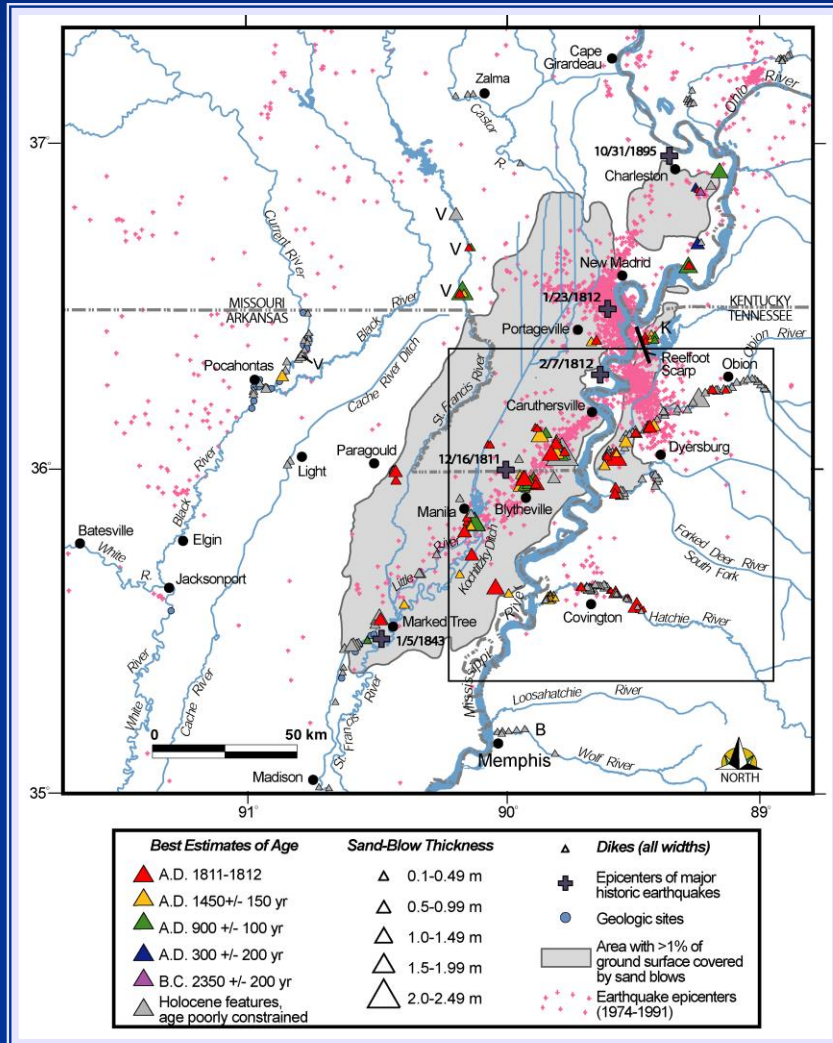 Cape
Girardeau
Zalma
Castor
R.
Ohio River
37°
10/31/1895
Charleston
Current River
V
V
V
New Madrid
1/23/1812
MISSOURI
ARKANSAS
KENTUCKY
TENNESSEE
Black River
Portageville
K
Reelfoot
Scarp
Obion River
2/7/1812
Obion
Pocahontas
V
Cache River Ditch
St. Francis River
Caruthersville
Paragould
Light
12/16/1811
Dyersburg
36°
Manila
Blytheville
Black River
Batesville
White
R.
Elgin
Jacksonport
Little River
Kochtitzky Ditch
Forked Deer River
South Fork
Marked Tree
1/5/1843
Covington
Hatchie River
Mississippi River
White River
Cache River
St. Francis River
Loosahatchie River
B
Wolf River
Memphis
0 50 km
Madison
NORTH
35°
91° 90° 89°
Best Estimates of Age
A.D. 1811-1812
A.D. 1450+/- 150 yr
A.D. 900 +/- 100 yr
A.D. 300 +/- 200 yr
B.C. 2350 +/- 200 yr
Holocene features,
age poorly constrained
Sand-Blow Thickness
0.1-0.49 m
0.5-0.99 m
1.0-1.49 m
1.5-1.99 m
2.0-2.49 m
Dikes (all widths)
Epicenters of major
historic earthquakes
Geologic sites
Area with >1% of
ground surface covered
by sand blows
Earthquake epicenters
(1974-1991)